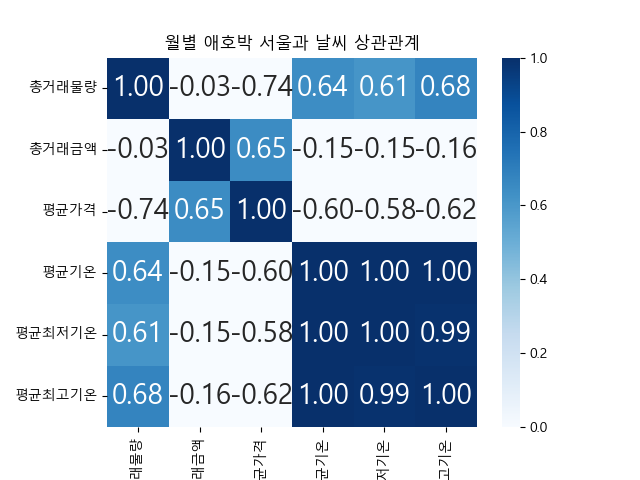 월별 애호박 서울과 날씨 상관관계
총거래물량 1.00 -0.03 -0.74 0.64 0.61 0.68
총거래금액 -0.03 1.00 0.65 -0.15 -0.15 -0.16
평균가격 -0.74 0.65 1.00 -0.60 -0.58 -0.62
평균기온 0.64 -0.15 -0.60 1.00 1.00 1.00
평균최저기온 0.61 -0.15 -0.58 1.00 1.00 0.99
평균최고기온 0.68 -0.16 -0.62 1.00 0.99 1.00
래물량 래금액 균가격 균기온 저기온 고기온
1.0
0.8
0.6
0.4
0.2
0.0